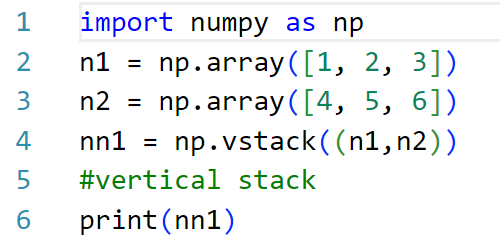 1 import numpy as np
2 n1 = np.array([1, 2, 3])
3 n2 = np.array([4, 5, 6])
4 nn1 = np.vstack((n1,n2))
5 #vertical stack
6 print(nn1)